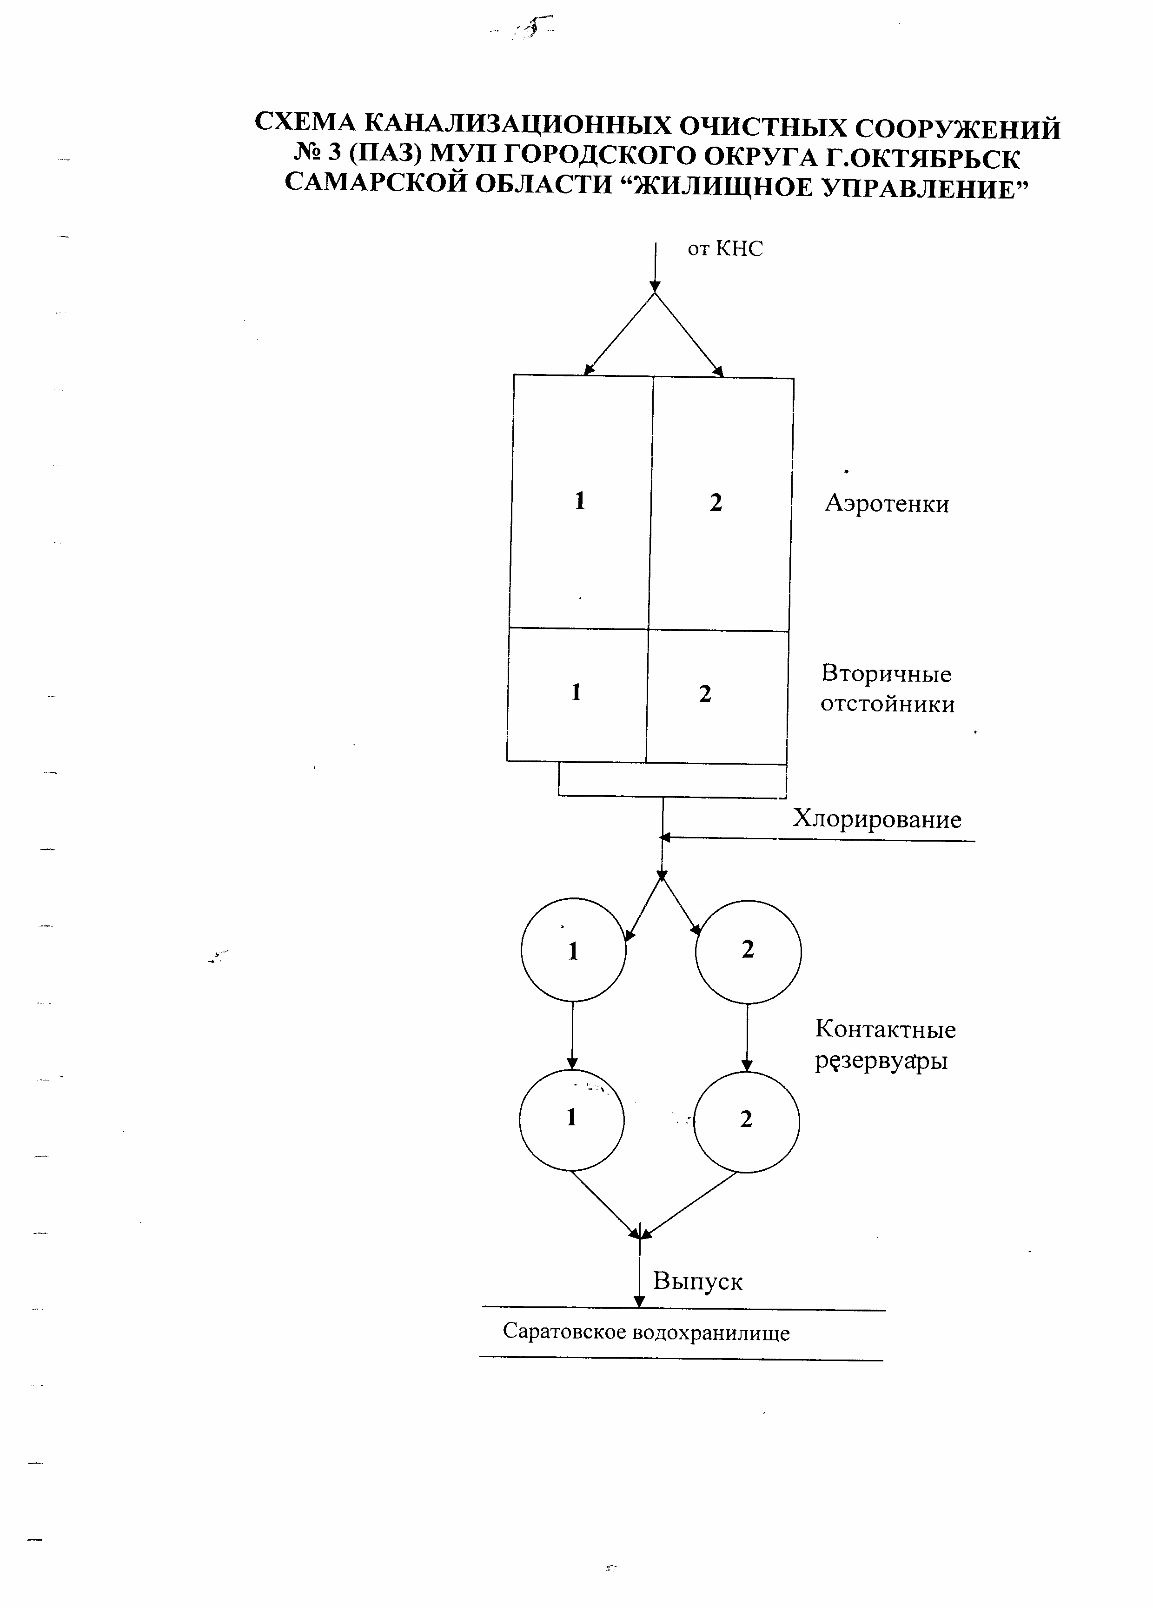 СХЕМА КАНАЛИЗАЦИОННЫХ ОЧИСТНЫХ СООРУЖЕНИЙ
№ 3 (ПАЗ) МУП ГОРОДСКОГО ОКРУГА Г.ОКТЯБРЬСК
САМАРСКОЙ ОБЛАСТИ “ЖИЛИЩНОЕ УПРАВЛЕНИЕ”
от КНС
1 2 Аэротенки
1 2 Вторичные
отстойники
Хлорирование
1 2
Контактные
резервуары
1 2
Выпуск
Саратовское водохранилище